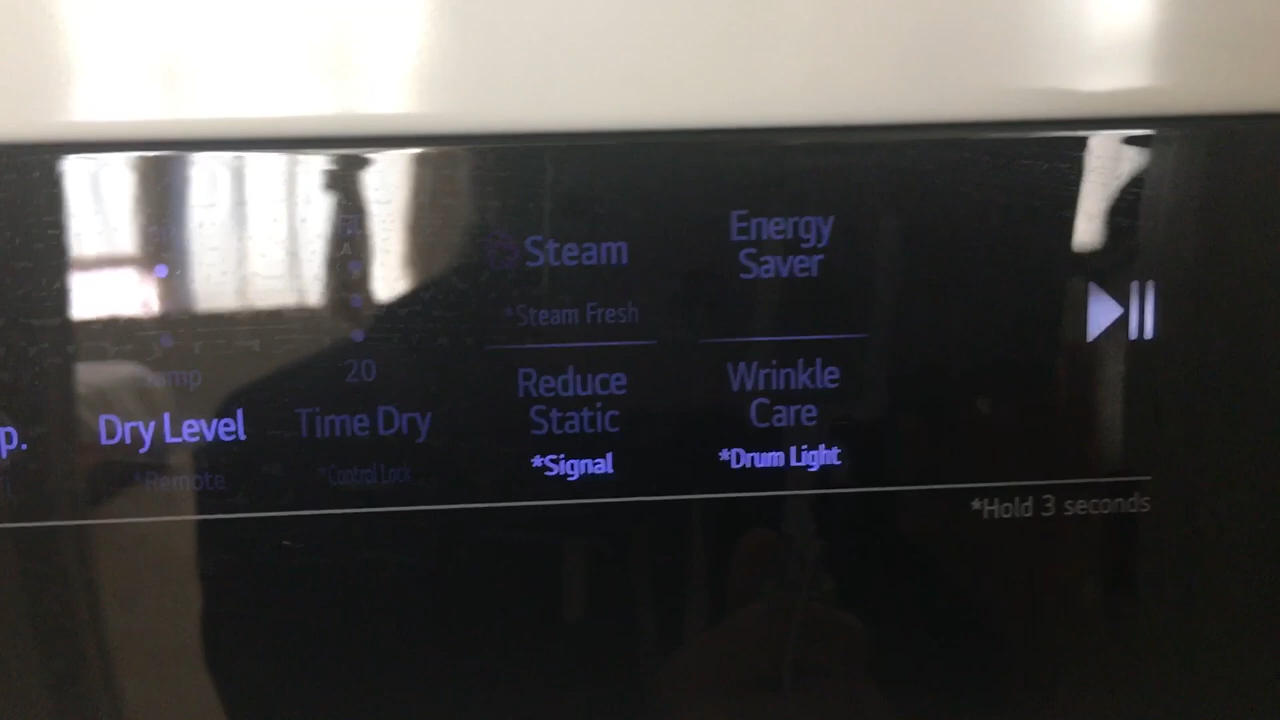 Steam
*Steam Fresh
Energy
Saver
20
p.
Dry Level
*Remote
Time Dry
*Control Lock
Reduce
Static
*Signal
Wrinkle
Care
*Drum Light
*Hold 3 seconds